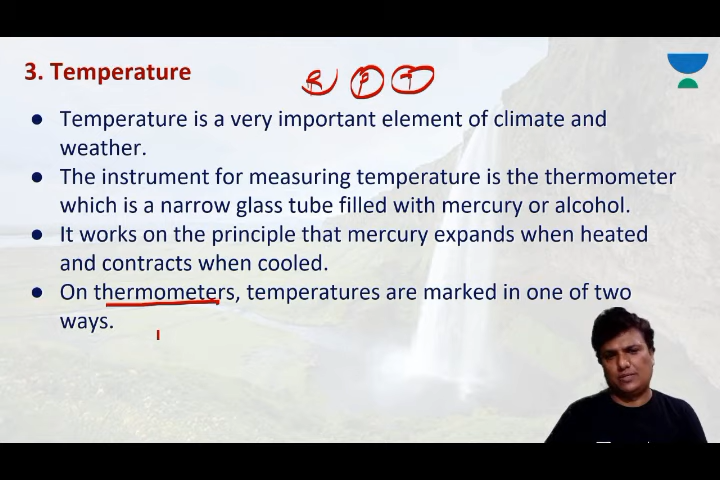 3. Temperature
R P T
● Temperature is a very important element of climate and
weather.
● The instrument for measuring temperature is the thermometer
which is a narrow glass tube filled with mercury or alcohol.
● It works on the principle that mercury expands when heated
and contracts when cooled.
● On thermometers, temperatures are marked in one of two
ways.